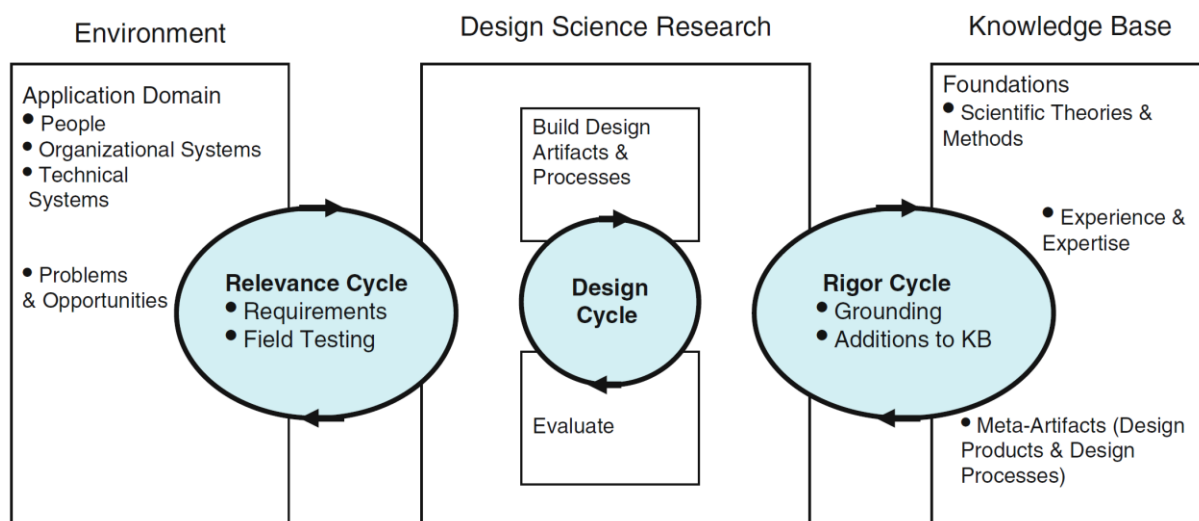 Environment
Design Science Research
Knowledge Base
Application Domain
• People
• Organizational Systems
• Technical
Systems
• Problems
& Opportunities
Relevance Cycle
• Requirements
• Field Testing
Build Design
Artifacts &
Processes
Design
Cycle
Evaluate
Rigor Cycle
• Grounding
• Additions to KB
Foundations
• Scientific Theories &
Methods
• Experience &
Expertise
• Meta-Artifacts (Design
Products & Design
Processes)